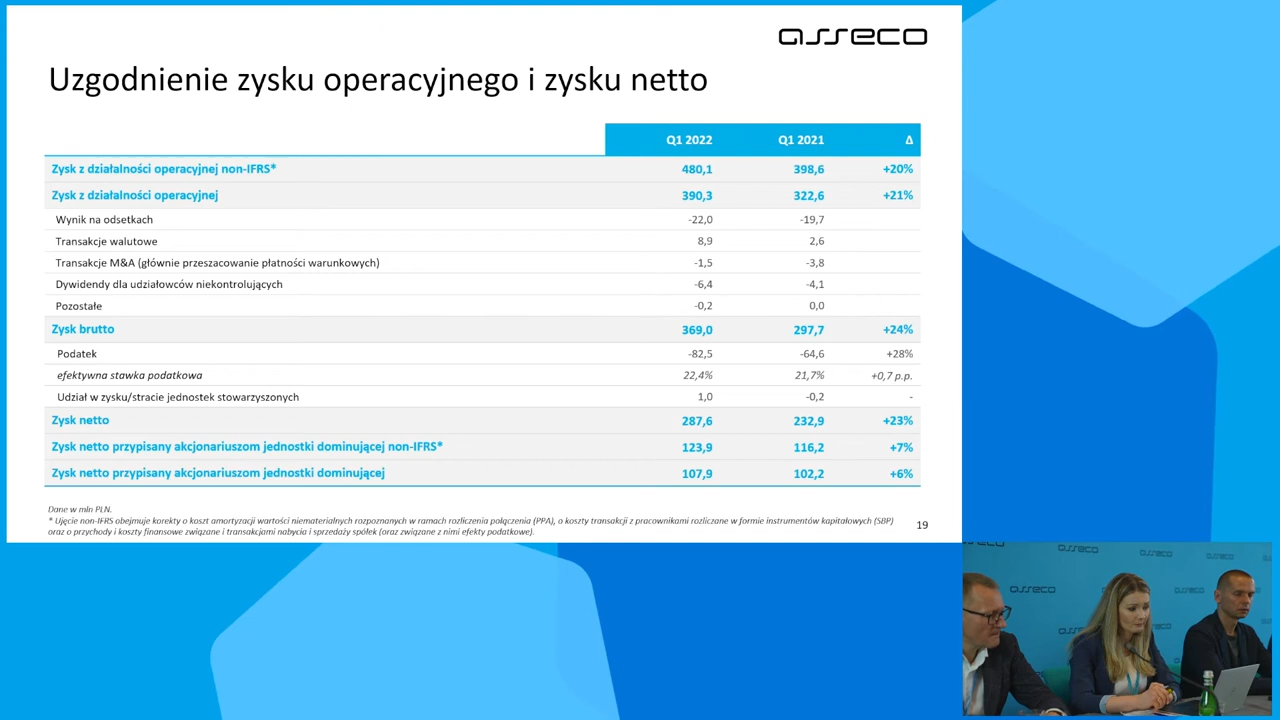 asseco
Uzgodnienie zysku operacyjnego i zysku netto
Q1 2022 Q1 2021 Δ
Zysk z działalności operacyjnej non-IFRS* 480,1 398,6 +20%
Zysk z działalności operacyjnej 390,3 322,6 +21%
Wynik na odsetkach -22,0 -19,7
Transakcje walutowe 8,9 2,6
Transakcje M&A (głównie przeszacowanie płatności warunkowych) -1,5 -3,8
Dywidendy dla udziałowców niekontrolujących -6,4 -4,1
Pozostałe -0,2 0,0
Zysk brutto 369,0 297,7 +24%
Podatek -82,5 -64,6 +28%
efektywna stawka podatkowa 22,4% 21,7% +0,7 p.p.
Udział w zysku/stracie jednostek stowarzyszonych 1,0 -0,2 -
Zysk netto 287,6 232,9 +23%
Zysk netto przypisany akcjonariuszom jednostki dominującej non-IFRS* 123,9 116,2 +7%
Zysk netto przypisany akcjonariuszom jednostki dominującej 107,9 102,2 +6%
Dane w mln PLN.
* Ujęcie non-IFRS obejmuje korekty o koszt amortyzacji wartości niematerialnych rozpoznanych w ramach rozliczenia połączenia (PPA), o koszty transakcji z pracownikami rozliczane w formie instrumentów kapitałowych (SBP)
oraz o przychody i koszty finansowe związane i transakcjami nabycia i sprzedaży spółek (oraz związane z nimi efekty podatkowe).
19
asseco
asseco
asseco
asseco
asseco